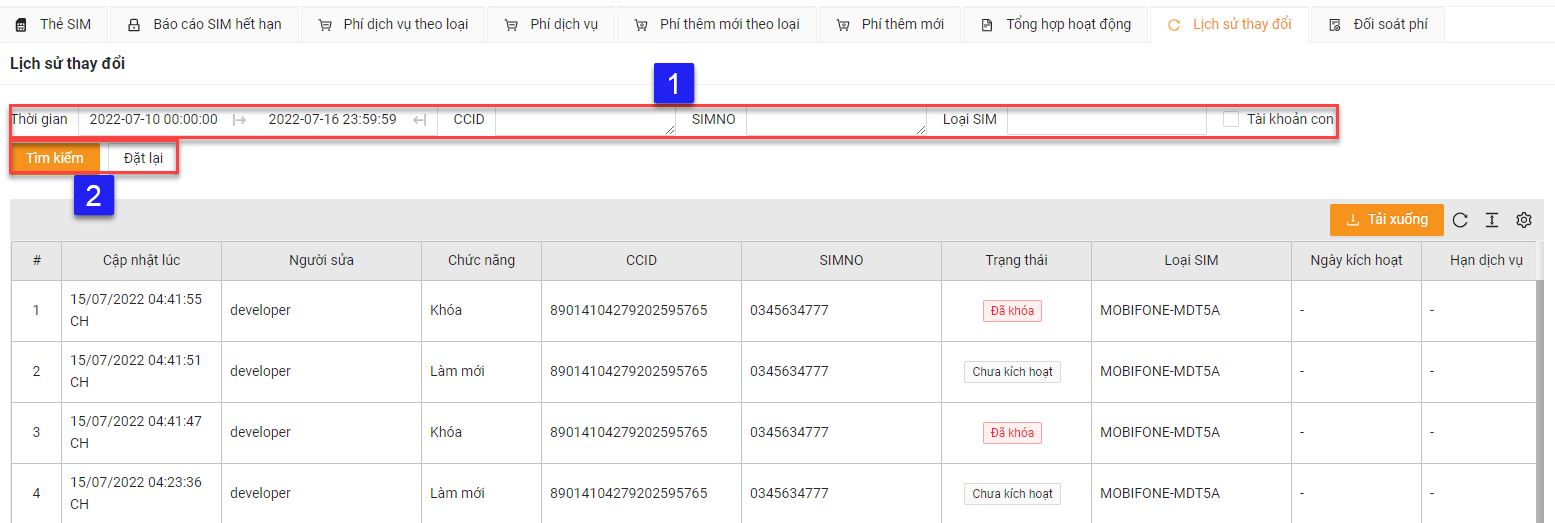 Thẻ SIM Báo cáo SIM hết hạn Phí dịch vụ theo loại Phí dịch vụ Phí thêm mới theo loại Phí thêm mới Tổng hợp hoạt động Lịch sử thay đổi Đối soát phí
Lịch sử thay đổi
1
Thời gian 2022-07-10 00:00:00 2022-07-16 23:59:59 CCID SIMNO Loại SIM Tài khoản con
Tìm kiếm Đặt lại
2
Tải xuống
# Cập nhật lúc Người sửa Chức năng CCID SIMNO Trạng thái Loại SIM Ngày kích hoạt Hạn dịch vụ
1 15/07/2022 04:41:55 CH developer Khóa 89014104279202595765 0345634777 Đã khóa MOBIFONE-MDT5A - -
2 15/07/2022 04:41:51 CH developer Làm mới 89014104279202595765 0345634777 Chưa kích hoạt MOBIFONE-MDT5A - -
3 15/07/2022 04:41:47 CH developer Khóa 89014104279202595765 0345634777 Đã khóa MOBIFONE-MDT5A - -
4 15/07/2022 04:23:36 CH developer Làm mới 89014104279202595765 0345634777 Chưa kích hoạt MOBIFONE-MDT5A - -